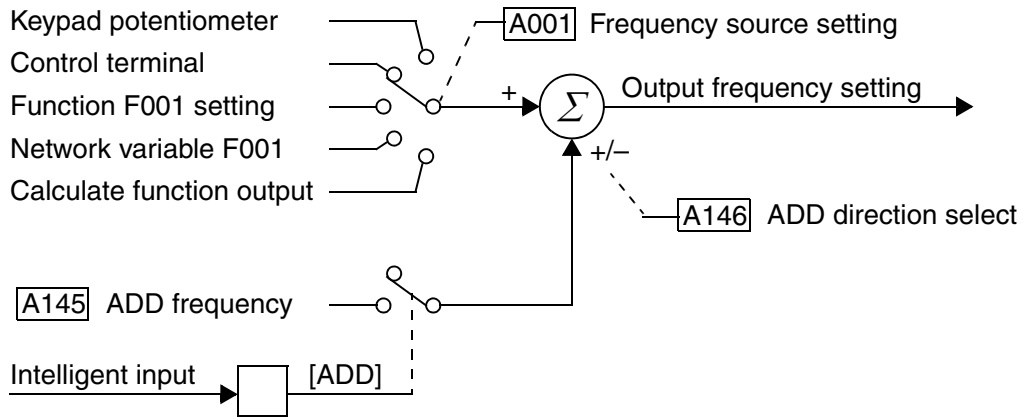 Keypad potentiometer
A001 Frequency source setting
Control terminal
Function F001 setting
+
Σ
Output frequency setting
Network variable F001
+/–
Calculate function output
A146 ADD direction select
A145 ADD frequency
Intelligent input
[ADD]